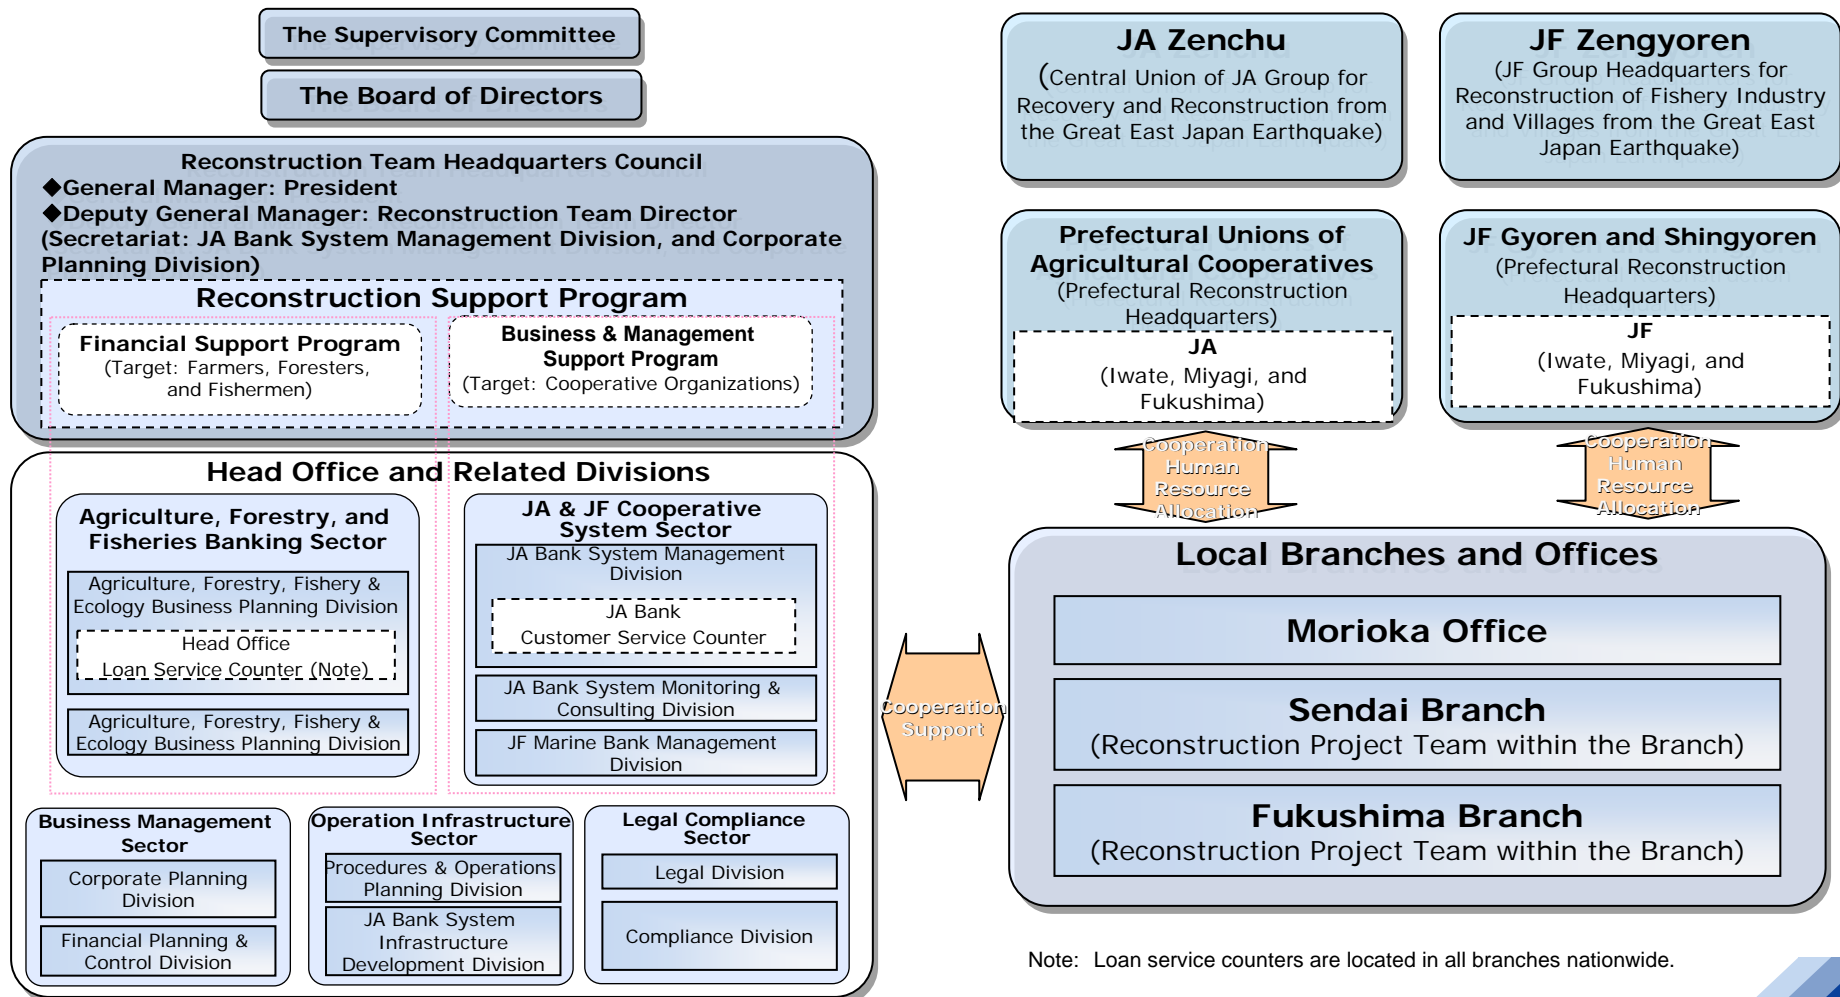 The Supervisory Committee
The Board of Directors
Reconstruction Team Headquarters Council
◆General Manager: President
◆Deputy General Manager: Reconstruction Team Director
(Secretariat: JA Bank System Management Division, and Corporate
Planning Division)
Reconstruction Support Program
Financial Support Program
(Target: Farmers, Foresters,
and Fishermen)
Business & Management
Support Program
(Target: Cooperative Organizations)
Head Office and Related Divisions
Agriculture, Forestry, and
Fisheries Banking Sector
Agriculture, Forestry, Fishery &
Ecology Business Planning Division
Head Office
Loan Service Counter (Note)
Agriculture, Forestry, Fishery &
Ecology Business Planning Division
JA & JF Cooperative
System Sector
JA Bank System Management
Division
JA Bank
Customer Service Counter
JA Bank System Monitoring &
Consulting Division
JF Marine Bank Management
Division
Business Management
Sector
Corporate Planning
Division
Financial Planning &
Control Division
Operation Infrastructure
Sector
Procedures & Operations
Planning Division
JA Bank System
Infrastructure
Development Division
Legal Compliance
Sector
Legal Division
Compliance Division
Cooperation
Support
JA Zenchu
(Central Union of JA Group for
Recovery and Reconstruction from
the Great East Japan Earthquake)
JF Zengyoren
(JF Group Headquarters for
Reconstruction of Fishery Industry
and Villages from the Great East
Japan Earthquake)
Prefectural Unions of
Agricultural Cooperatives
(Prefectural Reconstruction
Headquarters)
JA
(Iwate, Miyagi, and
Fukushima)
JF Gyoren and Shingyoren
(Prefectural Reconstruction
Headquarters)
JF
(Iwate, Miyagi, and
Fukushima)
Cooperation
Human
Resource
Allocation
Cooperation
Human
Resource
Allocation
Local Branches and Offices
Morioka Office
Sendai Branch
(Reconstruction Project Team within the Branch)
Fukushima Branch
(Reconstruction Project Team within the Branch)
Note: Loan service counters are located in all branches nationwide.